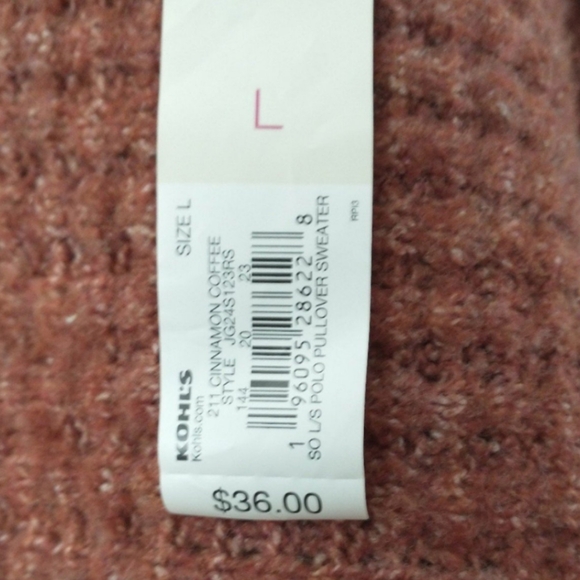 L
SIZE L
KOHL'S
Kohls.com
211 CINNAMON COFFEE
STYLE JG24S123RS
144 20 23
1 96095 28622 8
SO L/S POLO PULLOVER SWEATER
$36.00